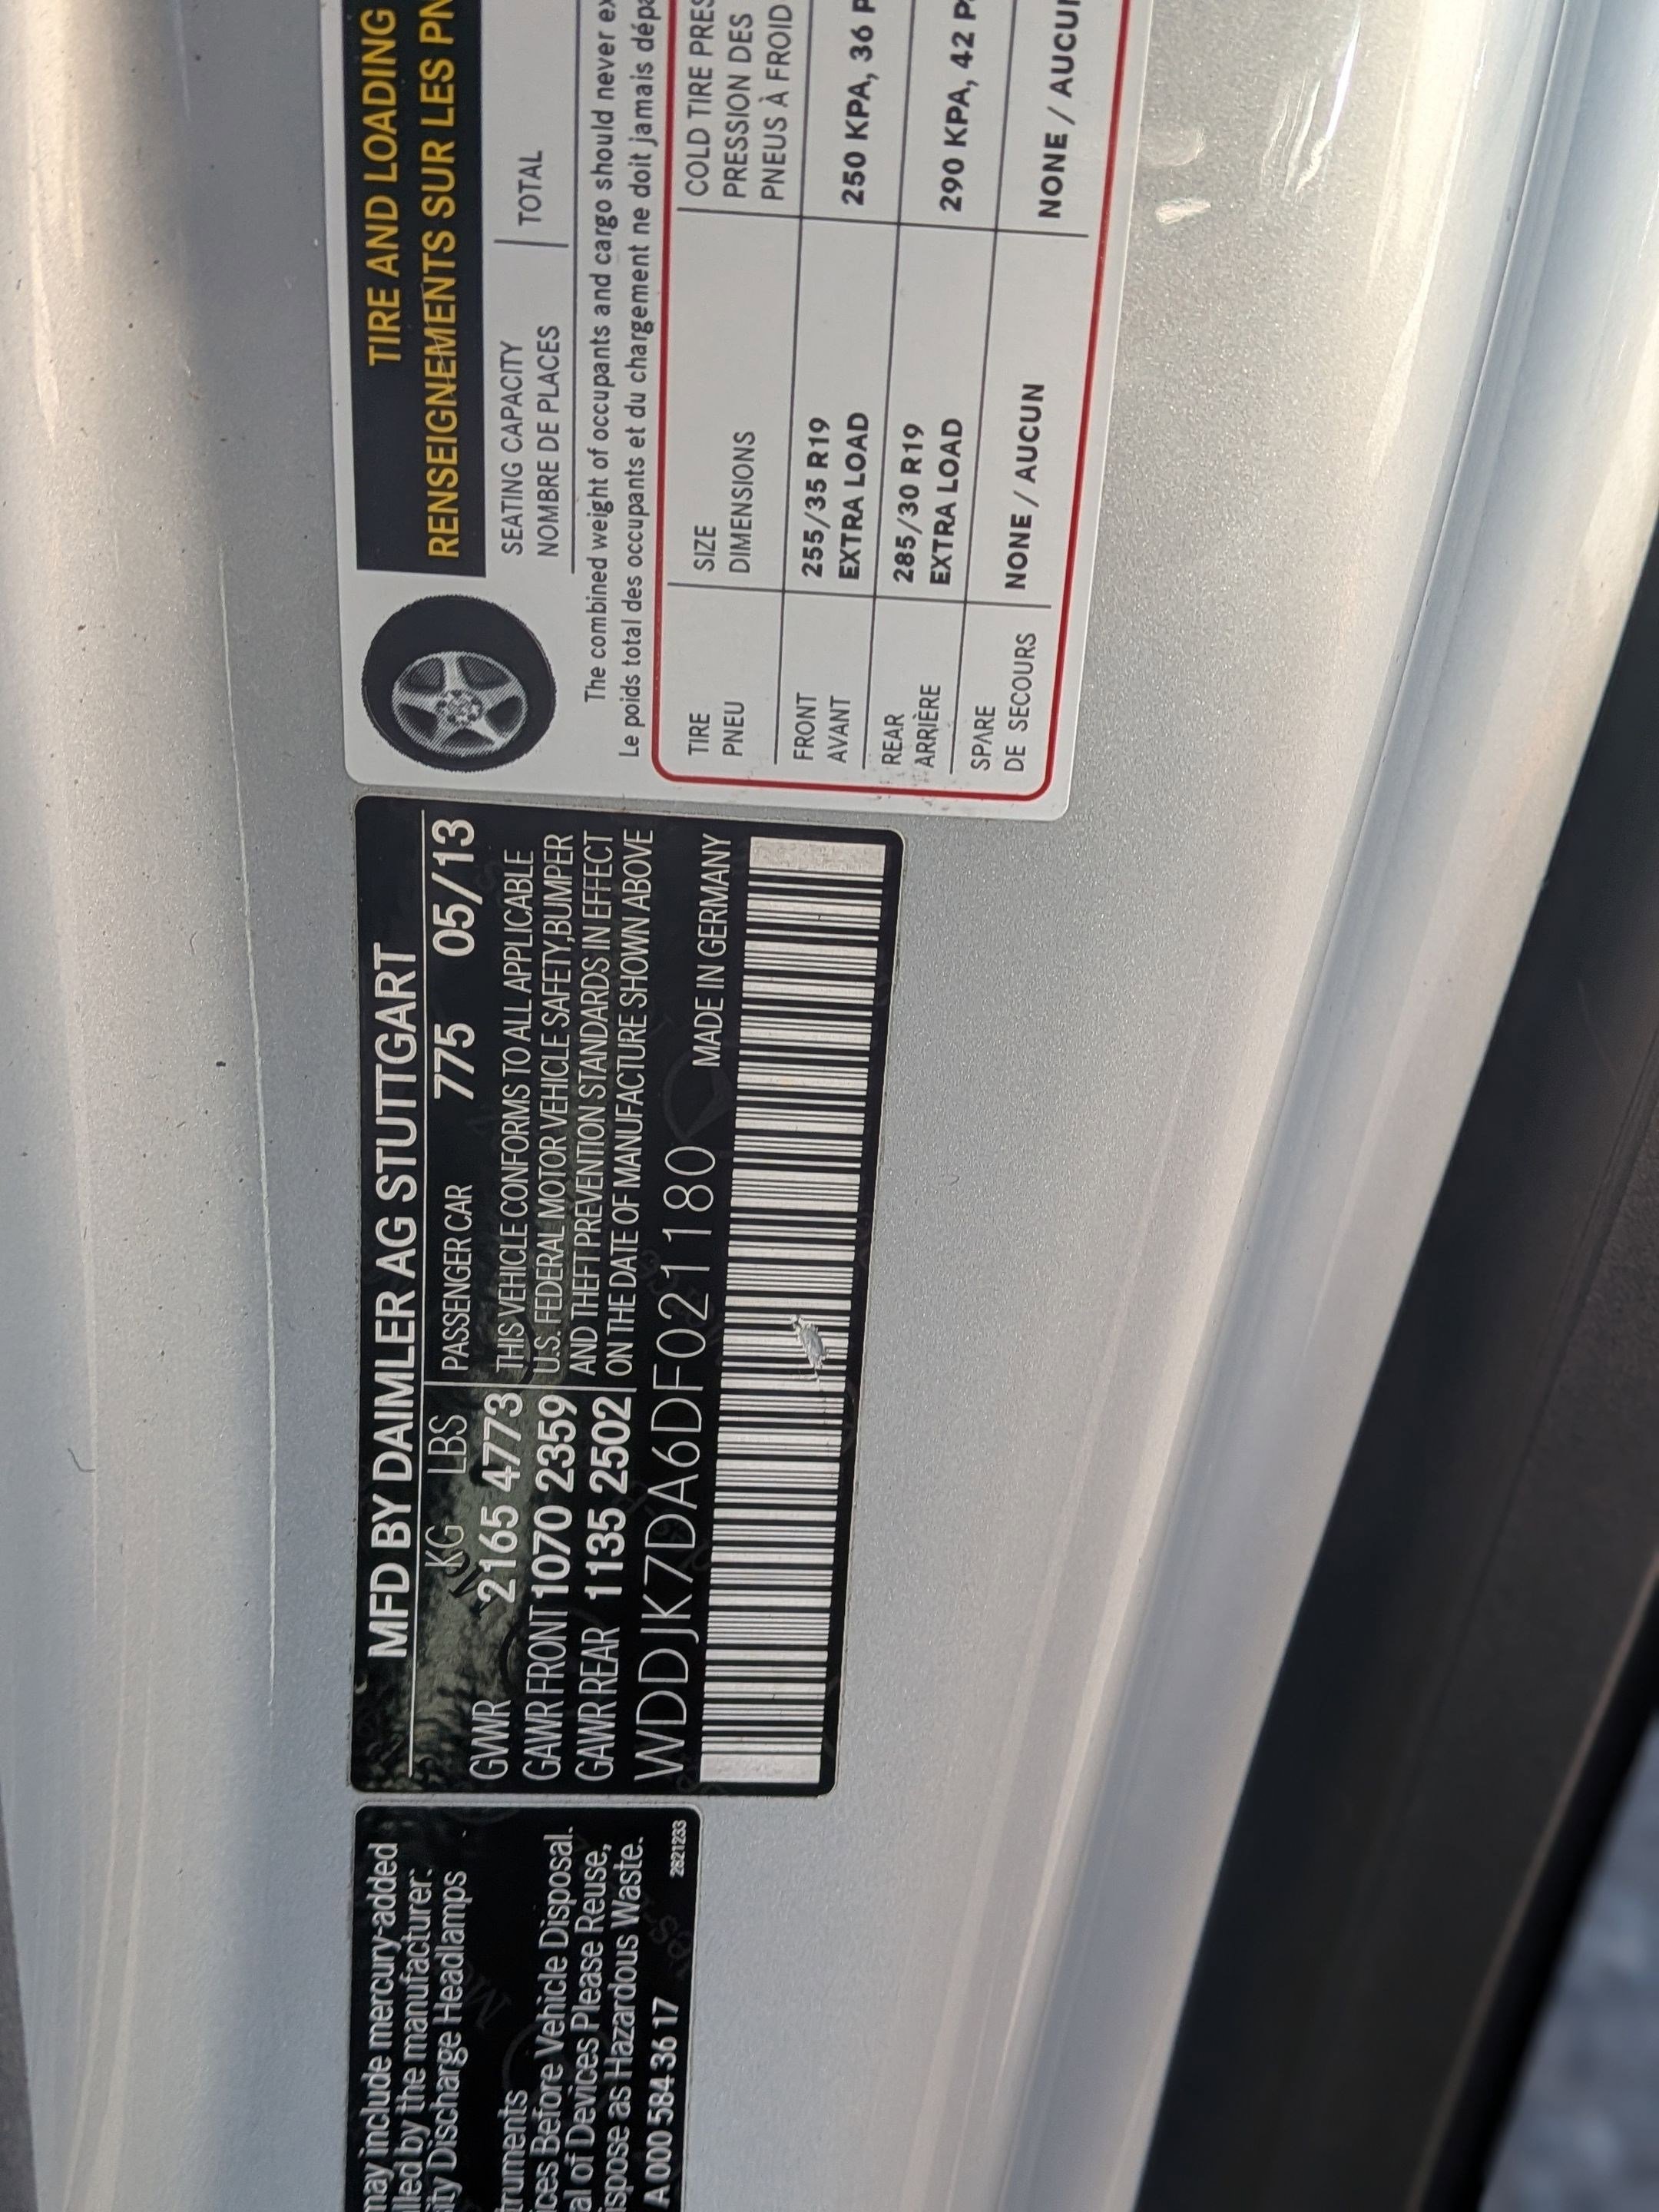 may include mercury-added
lled by the manufacturer:
ity Discharge Headlamps
truments
ices Before Vehicle Disposal.
al of Devices Please Reuse,
ispose as Hazardous Waste.
A 000 584 36 17
2621233
MFD BY DAIMLER AG STUTTGART
KG LBS PASSENGER CAR 775 05/13
GWR 2165 4773 THIS VEHICLE CONFORMS TO ALL APPLICABLE
GAWR FRONT 1070 2359 U.S. FEDERAL MOTOR VEHICLE SAFETY,BUMPER
GAWR REAR 1135 2502 AND THEFT PREVENTION STANDARDS IN EFFECT
ON THE DATE OF MANUFACTURE SHOWN ABOVE
WDDJK7DA6DF021180 MADE IN GERMANY
TIRE AND LOADING
RENSEIGNEMENTS SUR LES PN
SEATING CAPACITY TOTAL
NOMBRE DE PLACES
The combined weight of occupants and cargo should never ex
Le poids total des occupants et du chargement ne doit jamais dépa
TIRE SIZE COLD TIRE PRES
PNEU DIMENSIONS PRESSION DES
PNEUS À FROID
FRONT 255/35 R19 250 KPA, 36 P
AVANT EXTRA LOAD
REAR 285/30 R19 290 KPA, 42 P
ARRIÈRE EXTRA LOAD
SPARE NONE / AUCUN NONE / AUCUN
DE SECOURS